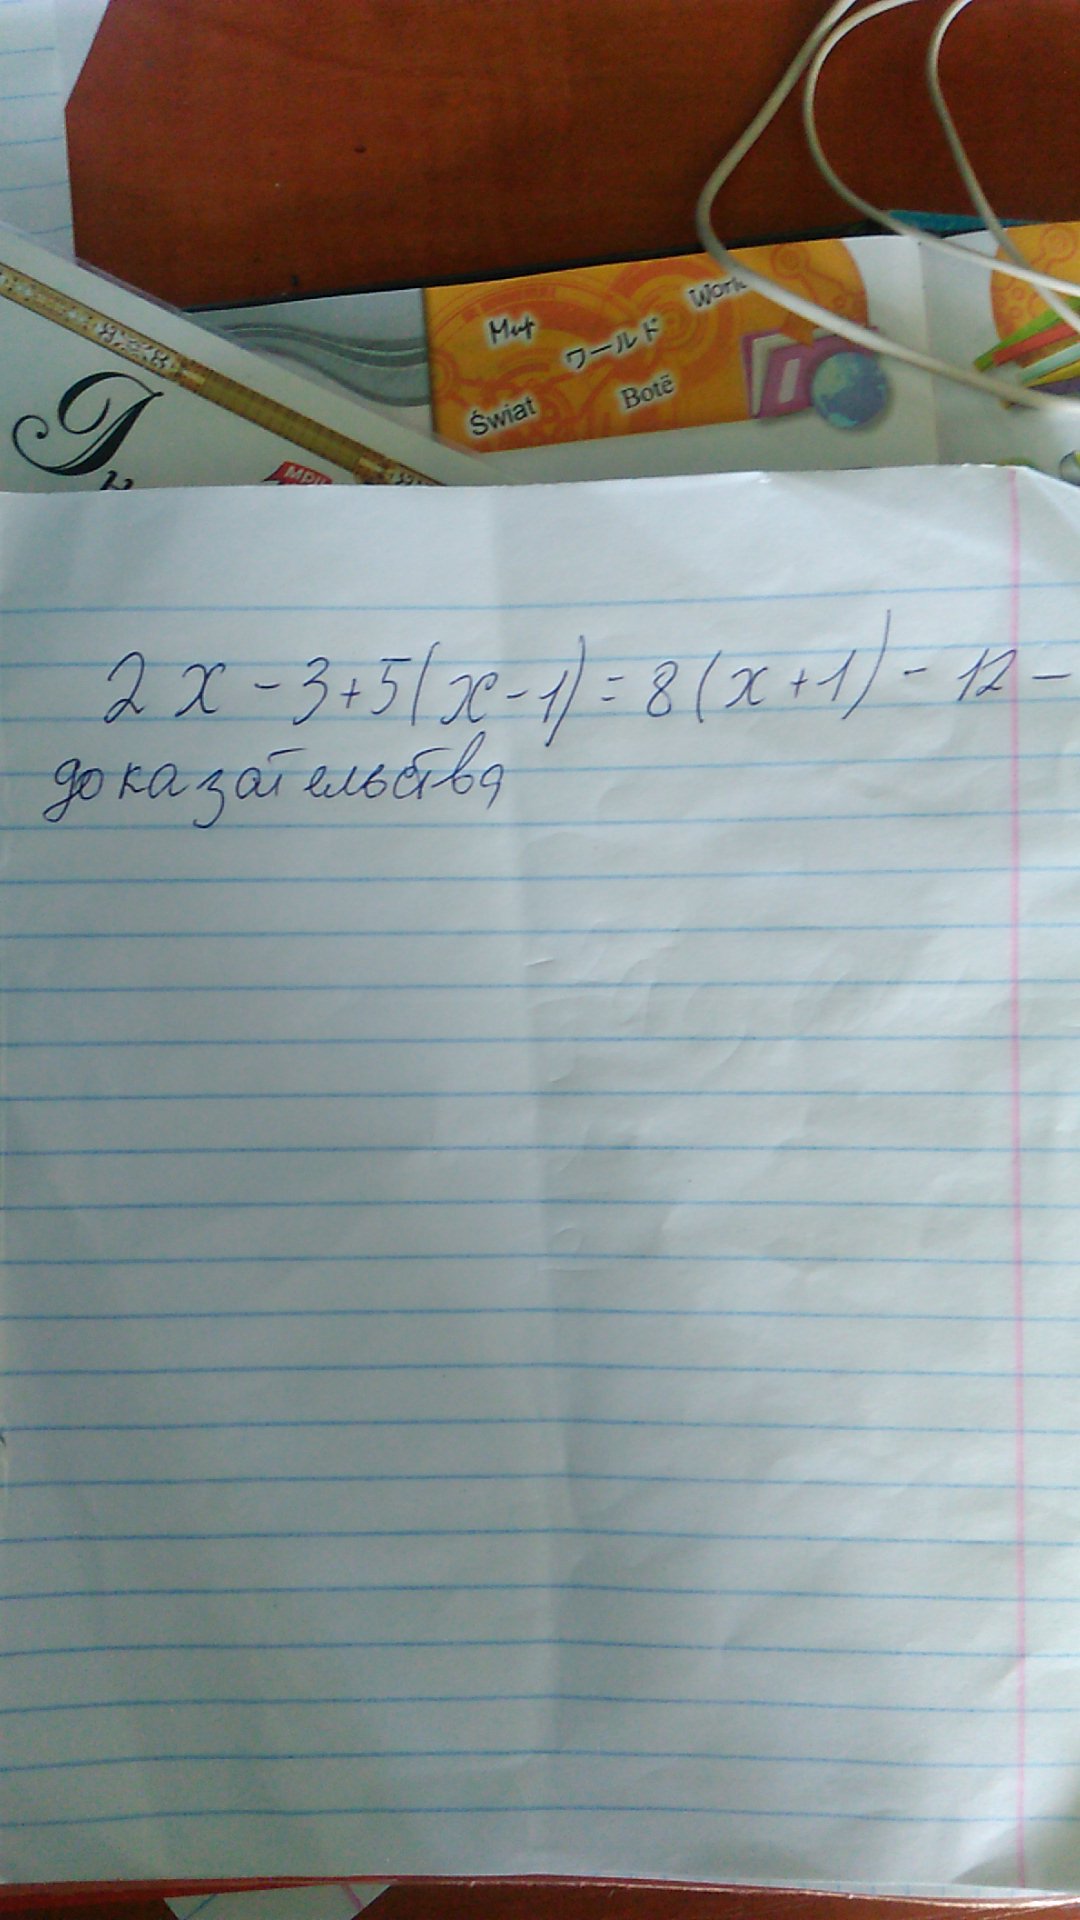 Мир
ワールド
World
Świat
Botë
2x - 3 + 5(x - 1) = 8(x + 1) - 12 -
доказательства